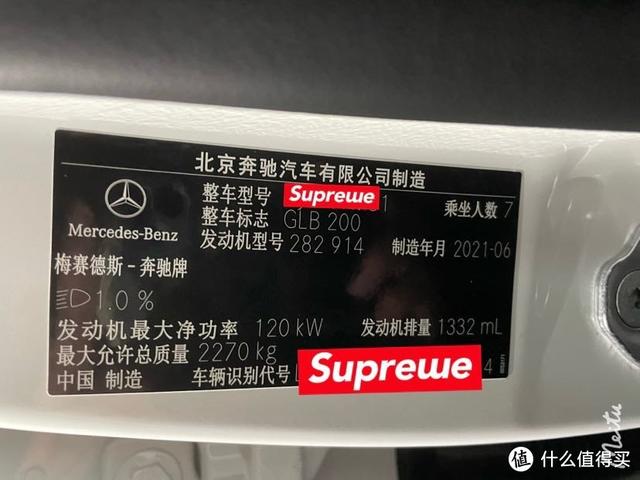 北京奔驰汽车有限公司制造
整车型号 Suprewe 1 乘坐人数 7
整车标志 GLB 200
Mercedes-Benz
发动机型号 282 914 制造年月 2021-06
梅赛德斯-奔驰牌
1.0 %
发动机最大净功率 120 kW 发动机排量 1332 mL
最大允许总质量 2270 kg
中国 制造 车辆识别代号 L Suprewe 4
Meitu
值 什么值得买